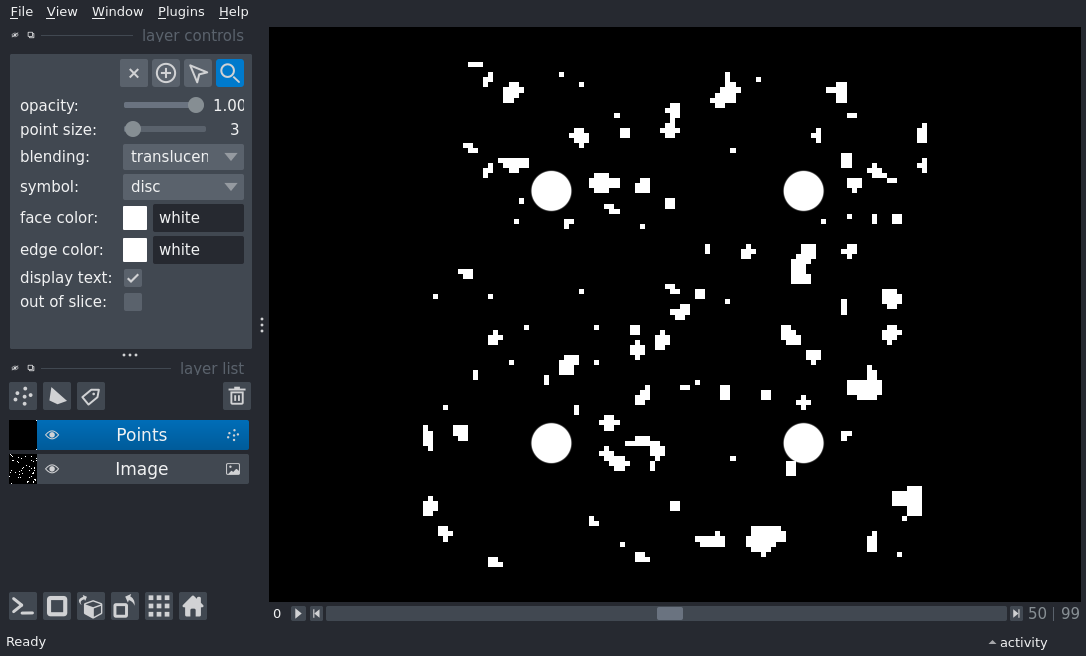 File View Window Plugins Help
layer controls
opacity: 1.00
point size: 3
blending: translucen
symbol: disc
face color: white
edge color: white
display text:
out of slice:
layer list
Points
Image
0 50 | 99
Ready activity